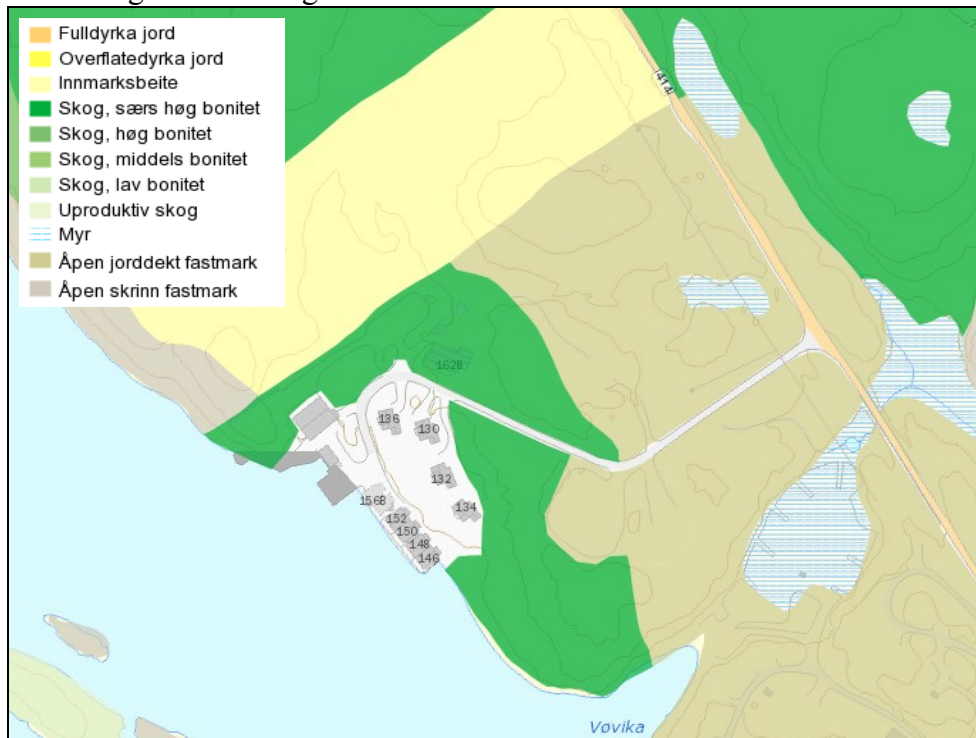 Fulldyrka jord
Overflatedyrka jord
Innmarksbeite
Skog, særs høg bonitet
Skog, høg bonitet
Skog, middels bonitet
Skog, lav bonitet
Uproduktiv skog
Myr
Åpen jorddekt fastmark
Åpen skrinn fastmark
414
162B
136
130
132
134
156B
152
150
148
146
Vøvika